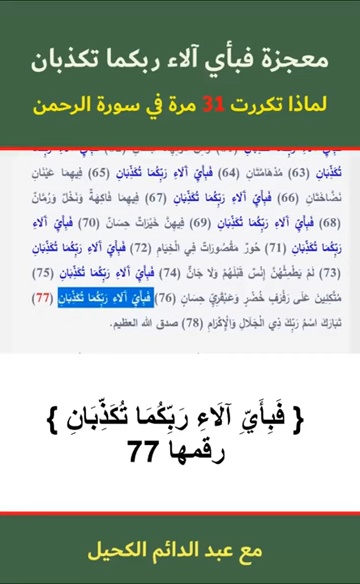 معجزة فبأي آلاء ربكما تكذبان
لماذا تكررت 31 مرة في سورة الرحمن
تُكَذِّبَانِ (63) مُدْهَامَّتَانِ (64) فَبِأَيِّ آلَاءِ رَبِّكُمَا تُكَذِّبَانِ (65) فِيهِمَا عَيْنَانِ
نَضَّاخَتَانِ (66) فَبِأَيِّ آلَاءِ رَبِّكُمَا تُكَذِّبَانِ (67) فِيهِمَا فَاكِهَةٌ وَنَخْلٌ وَرُمَّانٌ
(68) فَبِأَيِّ آلَاءِ رَبِّكُمَا تُكَذِّبَانِ (69) فِيهِنَّ خَيْرَاتٌ حِسَانٌ (70) فَبِأَيِّ آلَاءِ
رَبِّكُمَا تُكَذِّبَانِ (71) حُورٌ مَقْصُورَاتٌ فِي الْخِيَامِ (72) فَبِأَيِّ آلَاءِ رَبِّكُمَا تُكَذِّبَانِ
(73) لَمْ يَطْمِثْهُنَّ إِنْسٌ قَبْلَهُمْ وَلَا جَانٌّ (74) فَبِأَيِّ آلَاءِ رَبِّكُمَا تُكَذِّبَانِ (75)
مُتَّكِئِينَ عَلَى رَفْرَفٍ خُضْرٍ وَعَبْقَرِيٍّ حِسَانٍ (76) فَبِأَيِّ آلَاءِ رَبِّكُمَا تُكَذِّبَانِ (77)
تَبَارَكَ اسْمُ رَبِّكَ ذِي الْجَلَالِ وَالْإِكْرَامِ (78) صدق الله العظيم.
{ فَبِأَيِّ آلَاءِ رَبِّكُمَا تُكَذِّبَانِ }
رقمها 77
مع عبد الدائم الكحيل